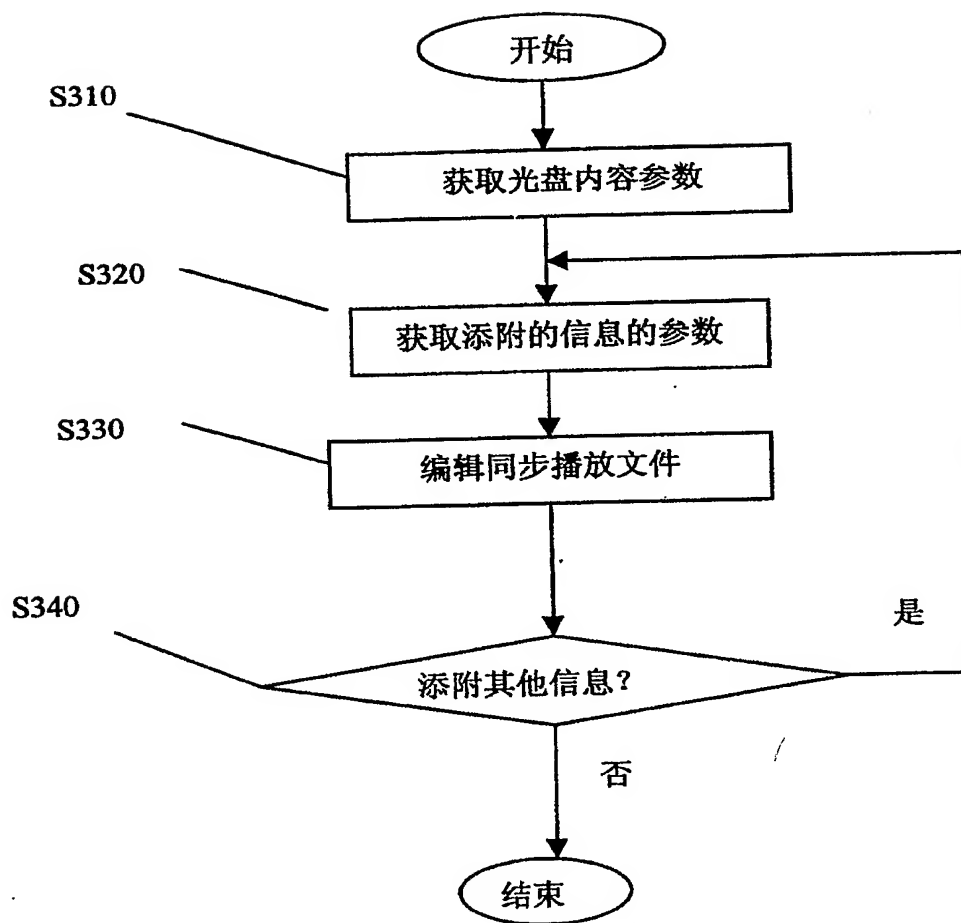 开始
S310
获取光盘内容参数
S320
获取添附的信息的参数
S330
编辑同步播放文件
S340
是
添附其他信息？
否
结束